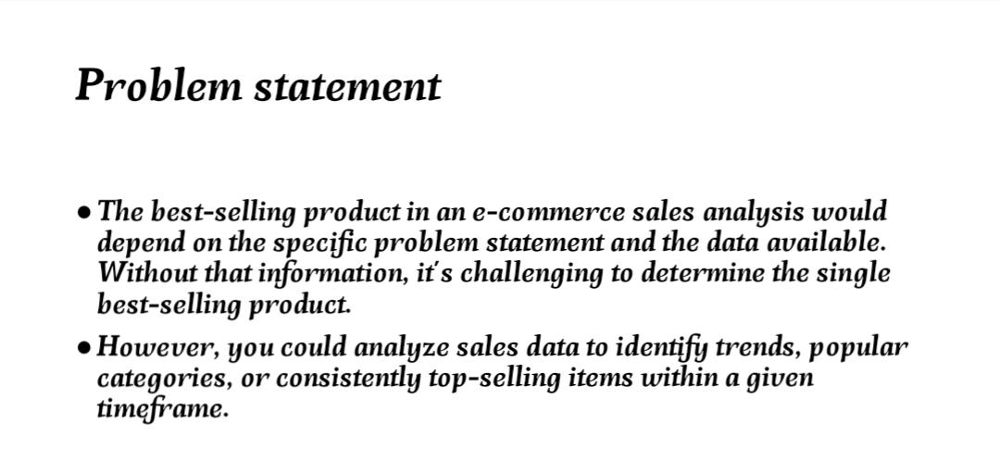 Problem statement
● The best-selling product in an e-commerce sales analysis would
depend on the specific problem statement and the data available.
Without that information, it's challenging to determine the single
best-selling product.
● However, you could analyze sales data to identify trends, popular
categories, or consistently top-selling items within a given
timeframe.